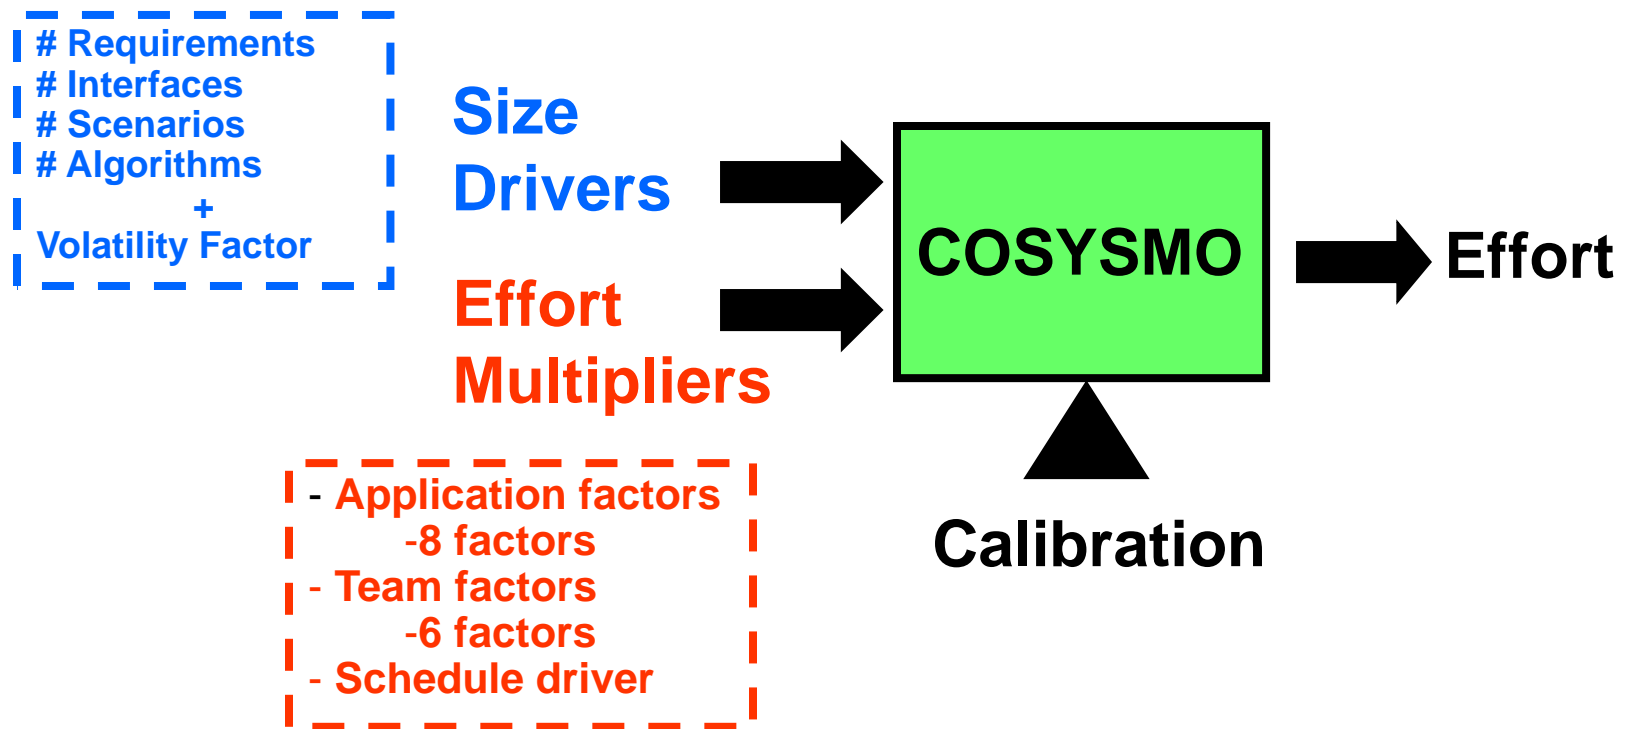 # Requirements
# Interfaces
# Scenarios
# Algorithms
+
Volatility Factor
Size
Drivers
Effort
Multipliers
COSYSMO
Effort
Calibration
- Application factors
-8 factors
- Team factors
-6 factors
- Schedule driver